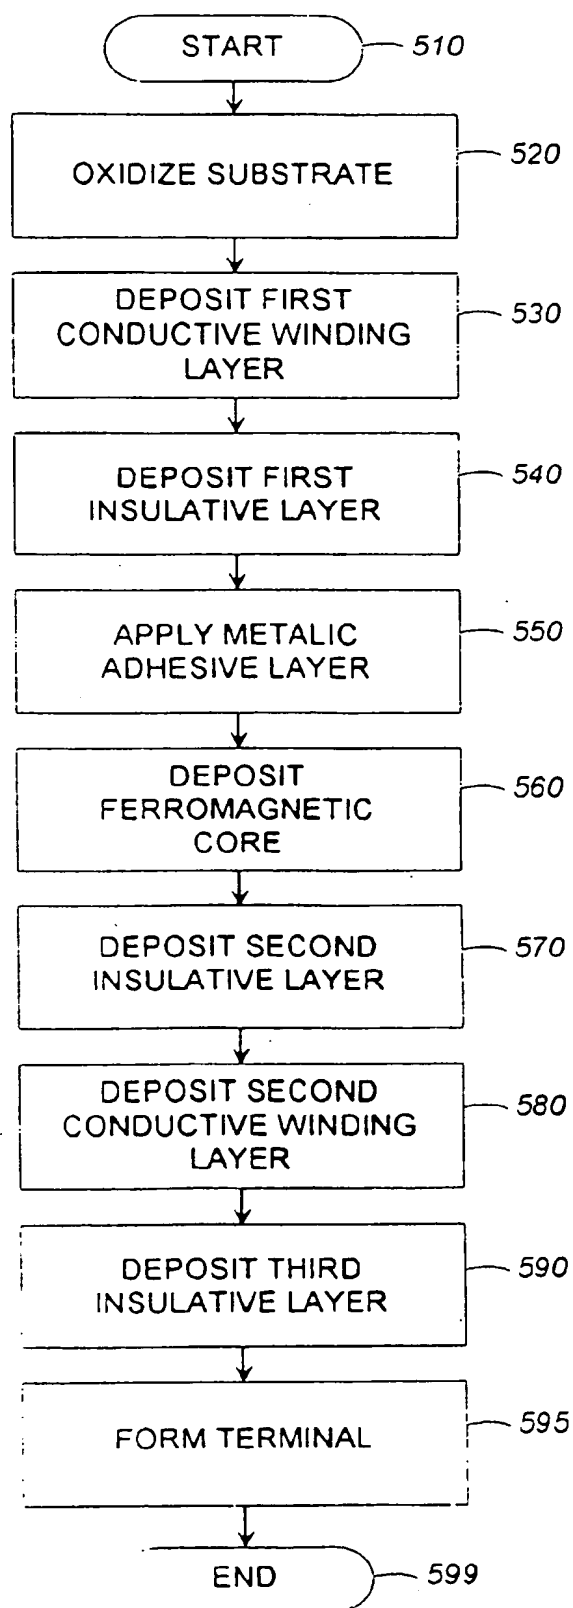 START
510
OXIDIZE SUBSTRATE
520
DEPOSIT FIRST
CONDUCTIVE WINDING
LAYER
530
DEPOSIT FIRST
INSULATIVE LAYER
540
APPLY METALIC
ADHESIVE LAYER
550
DEPOSIT
FERROMAGNETIC
CORE
560
DEPOSIT SECOND
INSULATIVE LAYER
570
DEPOSIT SECOND
CONDUCTIVE WINDING
LAYER
580
DEPOSIT THIRD
INSULATIVE LAYER
590
FORM TERMINAL
595
END
599